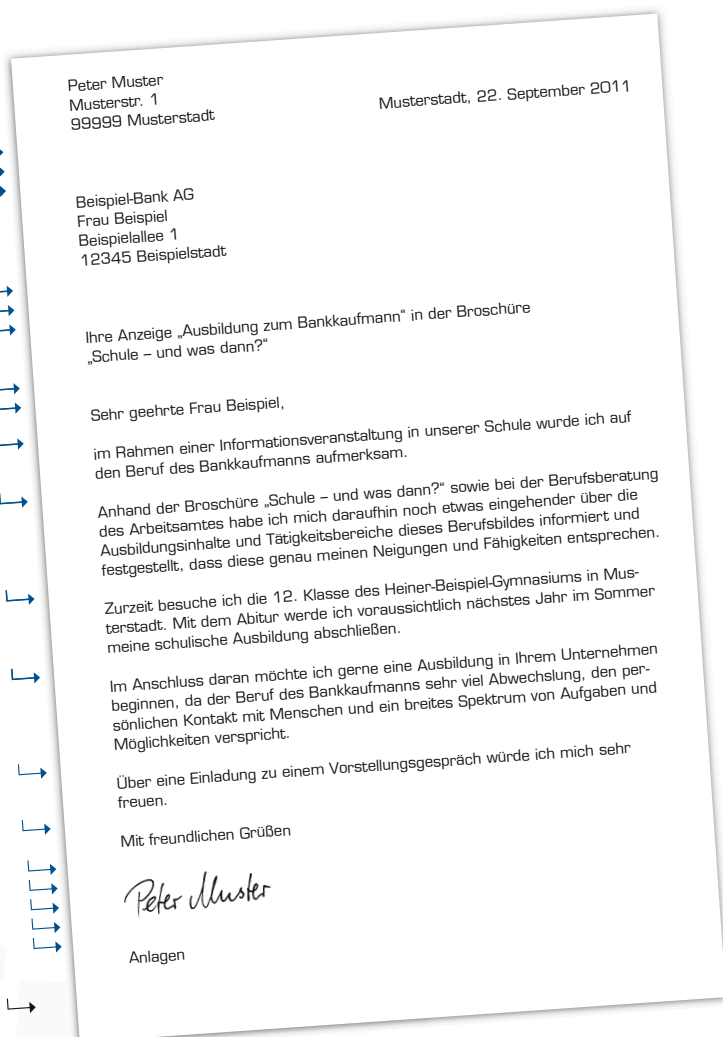 Peter Muster
Musterstr. 1
99999 Musterstadt
Musterstadt, 22. September 2011
Beispiel-Bank AG
Frau Beispiel
Beispielallee 1
12345 Beispielstadt
Ihre Anzeige „Ausbildung zum Bankkaufmann“ in der Broschüre
„Schule – und was dann?“
Sehr geehrte Frau Beispiel,
im Rahmen einer Informationsveranstaltung in unserer Schule wurde ich auf
den Beruf des Bankkaufmanns aufmerksam.
Anhand der Broschüre „Schule – und was dann?“ sowie bei der Berufsberatung
des Arbeitsamtes habe ich mich daraufhin noch etwas eingehender über die
Ausbildungsinhalte und Tätigkeitsbereiche dieses Berufsbildes informiert und
festgestellt, dass diese genau meinen Neigungen und Fähigkeiten entsprechen.
Zurzeit besuche ich die 12. Klasse des Heiner-Beispiel-Gymnasiums in Mus-
terstadt. Mit dem Abitur werde ich voraussichtlich nächstes Jahr im Sommer
meine schulische Ausbildung abschließen.
Im Anschluss daran möchte ich gerne eine Ausbildung in Ihrem Unternehmen
beginnen, da der Beruf des Bankkaufmanns sehr viel Abwechslung, den per-
sönlichen Kontakt mit Menschen und ein breites Spektrum von Aufgaben und
Möglichkeiten verspricht.
Über eine Einladung zu einem Vorstellungsgespräch würde ich mich sehr
freuen.
Mit freundlichen Grüßen
Peter Muster
Anlagen